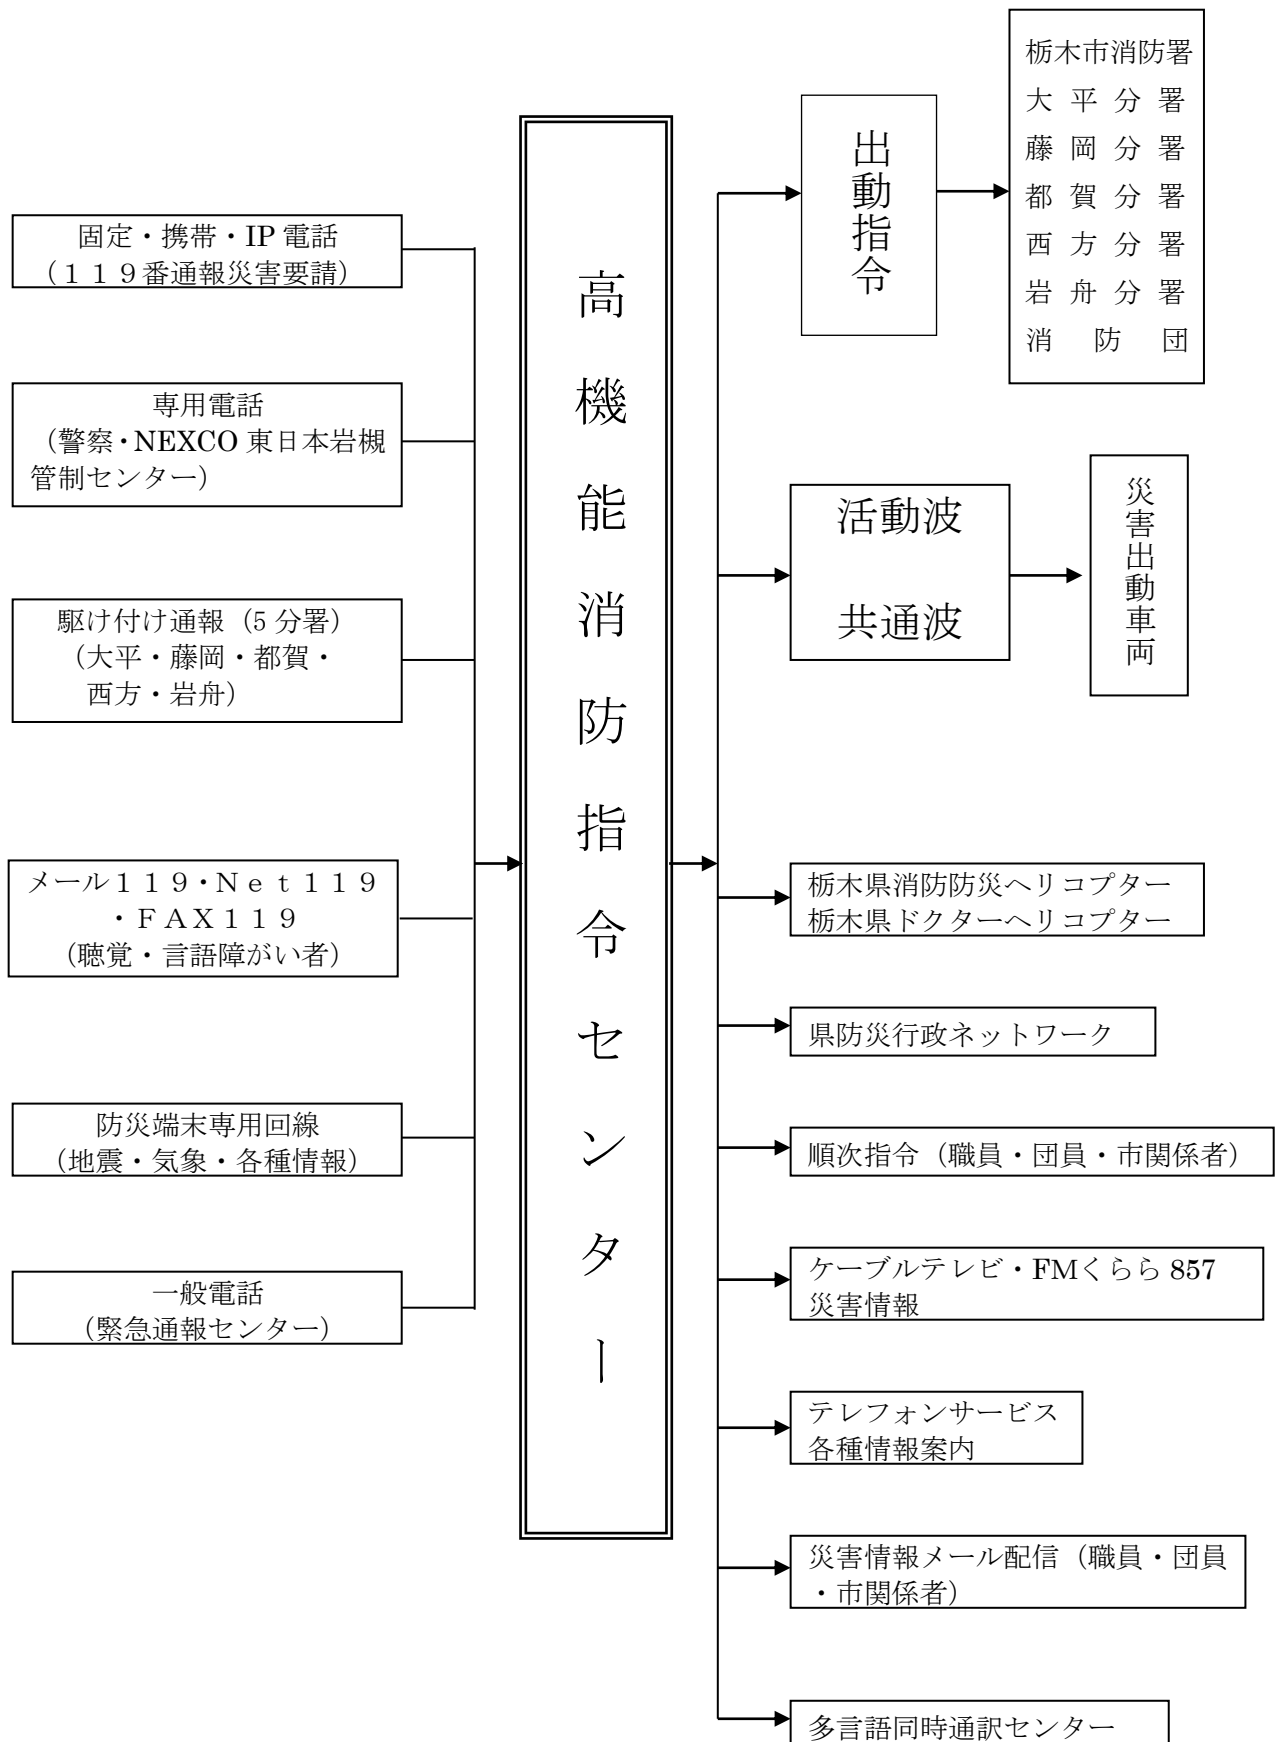 固定・携帯・IP電話
(119番通報災害要請)
専用電話
(警察・NEXCO東日本岩槻
管制センター)
駆け付け通報(5分署)
(大平・藤岡・都賀・
西方・岩舟)
メール119・Net119
・FAX119
(聴覚・言語障がい者)
防災端末専用回線
(地震・気象・各種情報)
一般電話
(緊急通報センター)
高機能消防指令センター
出動指令
栃木市消防署
大平分署
藤岡分署
都賀分署
西方分署
岩舟分署
消防団
活動波
共通波
災害出動車両
栃木県消防防災ヘリコプター
栃木県ドクターヘリコプター
県防災行政ネットワーク
順次指令(職員・団員・市関係者)
ケーブルテレビ・FMくらら857
災害情報
テレフォンサービス
各種情報案内
災害情報メール配信(職員・団員
・市関係者)
多言語同時通訳センター